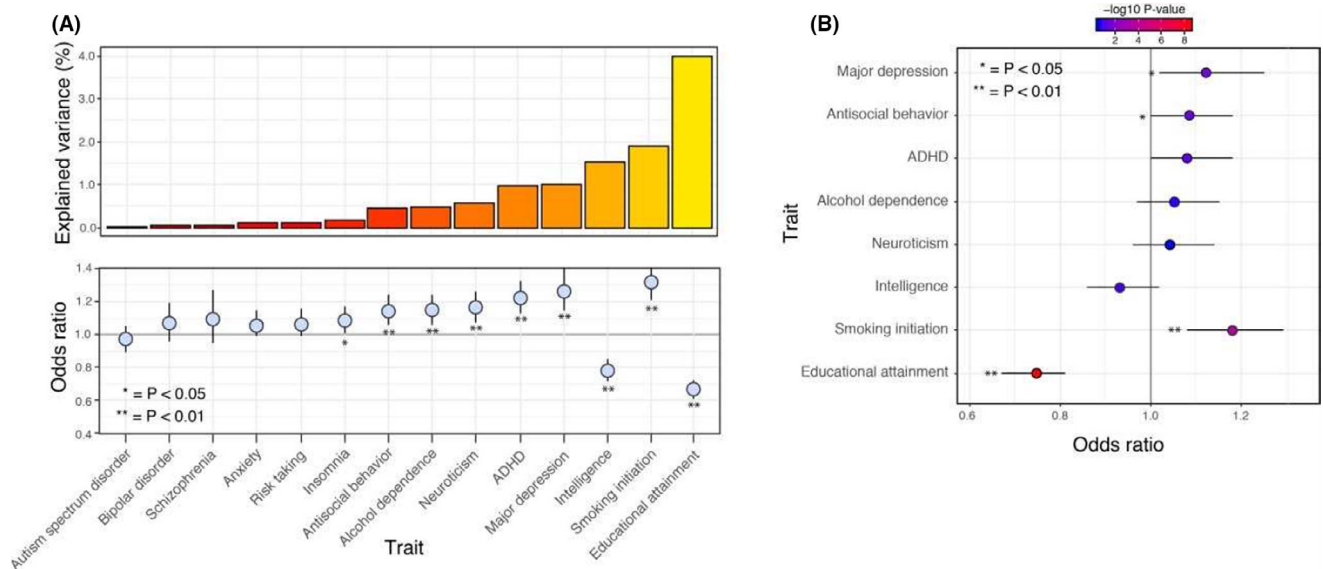 (A)
Explained variance (%)
4.0
3.0
2.0
1.0
0.0
Odds ratio
1.4
1.2
1.0
0.8
0.6
0.4
* = P < 0.05
** = P < 0.01
*
**
**
**
**
**
**
**
**
Autism spectrum disorder
Bipolar disorder
Schizophrenia
Anxiety
Risk taking
Insomnia
Antisocial behavior
Alcohol dependence
Neuroticism
ADHD
Major depression
Intelligence
Smoking initiation
Educational attainment
Trait
(B)
−log10 P-value
2 4 6 8
* = P < 0.05
** = P < 0.01
Trait
Major depression *
Antisocial behavior *
ADHD
Alcohol dependence
Neuroticism
Intelligence
Smoking initiation **
Educational attainment **
0.6 0.8 1.0 1.2
Odds ratio